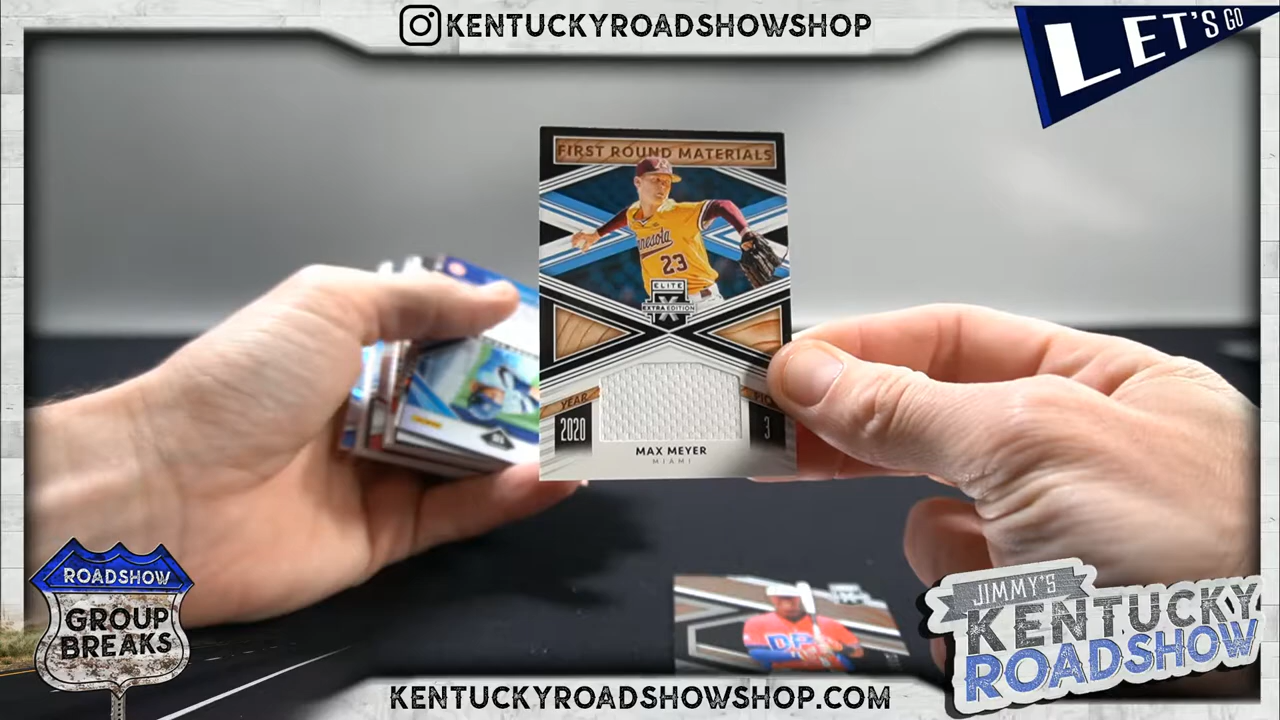 KENTUCKYROADSHOWSHOP
LET'S GO
FIRST ROUND MATERIALS
23
ELITE
EXTRA EDITION
YEAR
2020
3
MAX MEYER
MIAMI
ROADSHOW
GROUP
BREAKS
JIMMY'S
KENTUCKY
ROADSHOW
KENTUCKYROADSHOWSHOP.COM